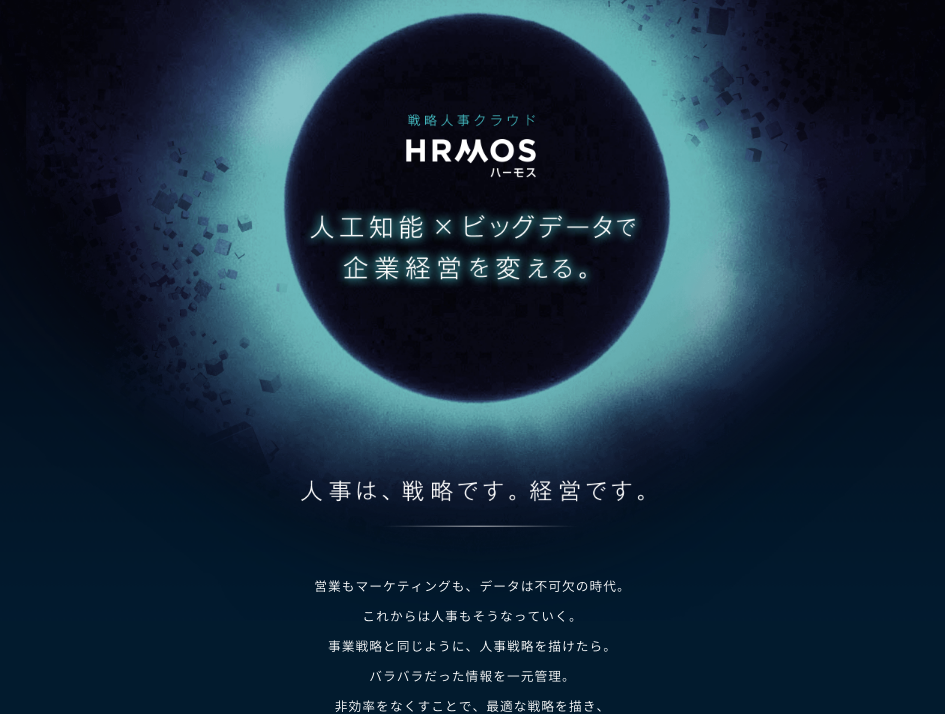 戦略人事クラウド
HRMOS
ハーモス
人工知能×ビッグデータで
企業経営を変える。
人事は、戦略です。経営です。
営業もマーケティングも、データは不可欠の時代。
これからは人事もそうなっていく。
事業戦略と同じように、人事戦略を描けたら。
バラバラだった情報を一元管理。
非効率をなくすことで、最適な戦略を描き、